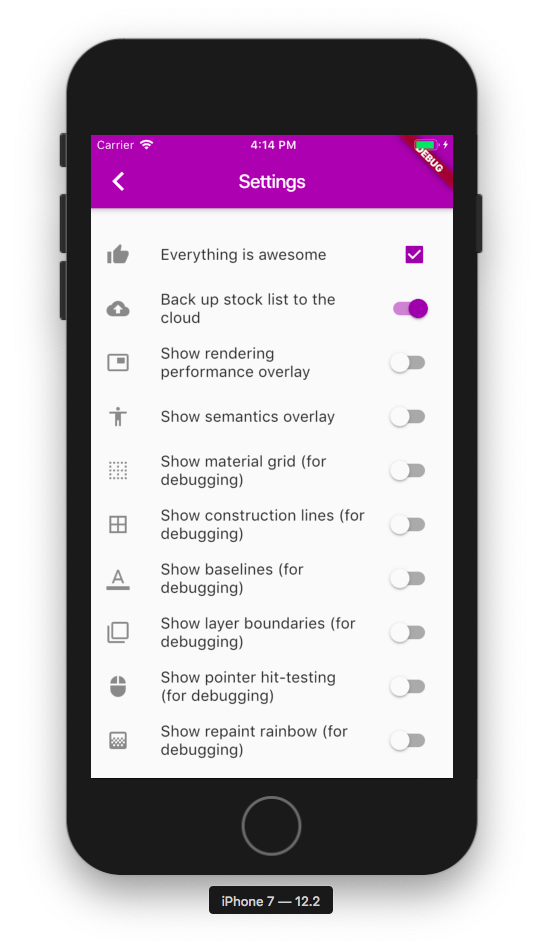 Carrier 4:14 PM
DEBUG
Settings
Everything is awesome
Back up stock list to the
cloud
Show rendering
performance overlay
Show semantics overlay
Show material grid (for
debugging)
Show construction lines (for
debugging)
A
Show baselines (for
debugging)
Show layer boundaries (for
debugging)
Show pointer hit-testing
(for debugging)
Show repaint rainbow (for
debugging)
iPhone 7 — 12.2